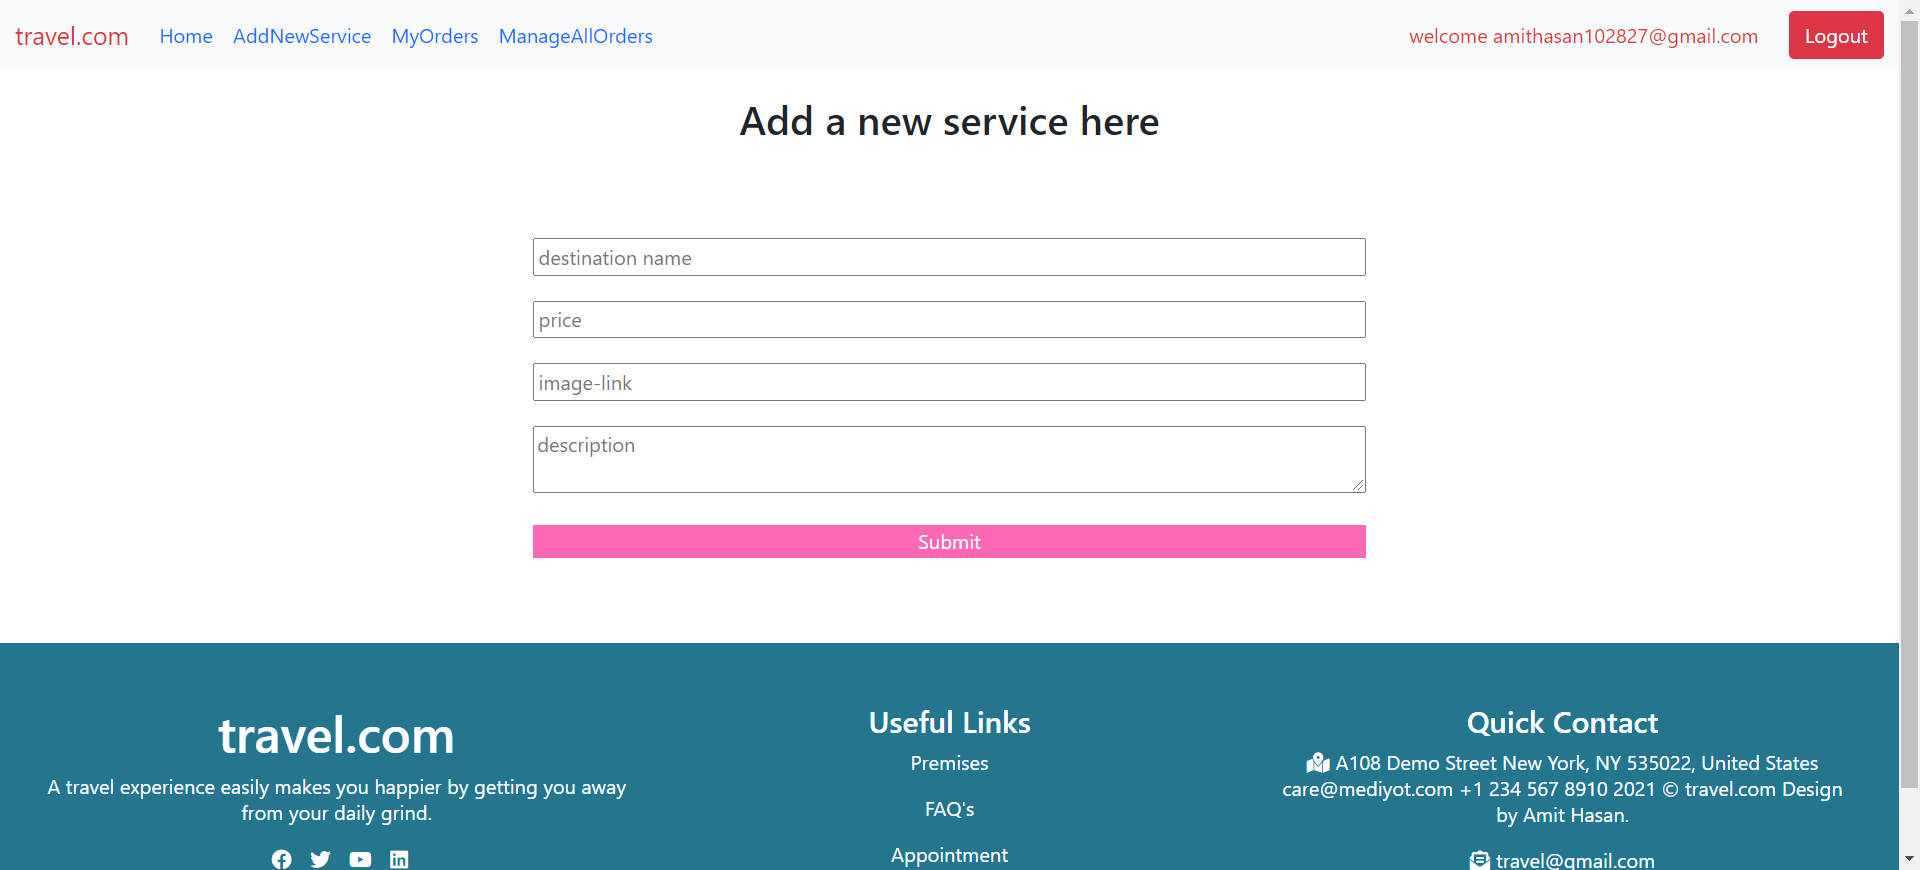 travel.com Home AddNewService MyOrders ManageAllOrders welcome amithasan102827@gmail.com Logout
Add a new service here
destination name
price
image-link
description
Submit
travel.com
A travel experience easily makes you happier by getting you away
from your daily grind.
Useful Links
Premises
FAQ's
Appointment
Quick Contact
A108 Demo Street New York, NY 535022, United States
care@mediyot.com +1 234 567 8910 2021 © travel.com Design
by Amit Hasan.
travel@gmail.com